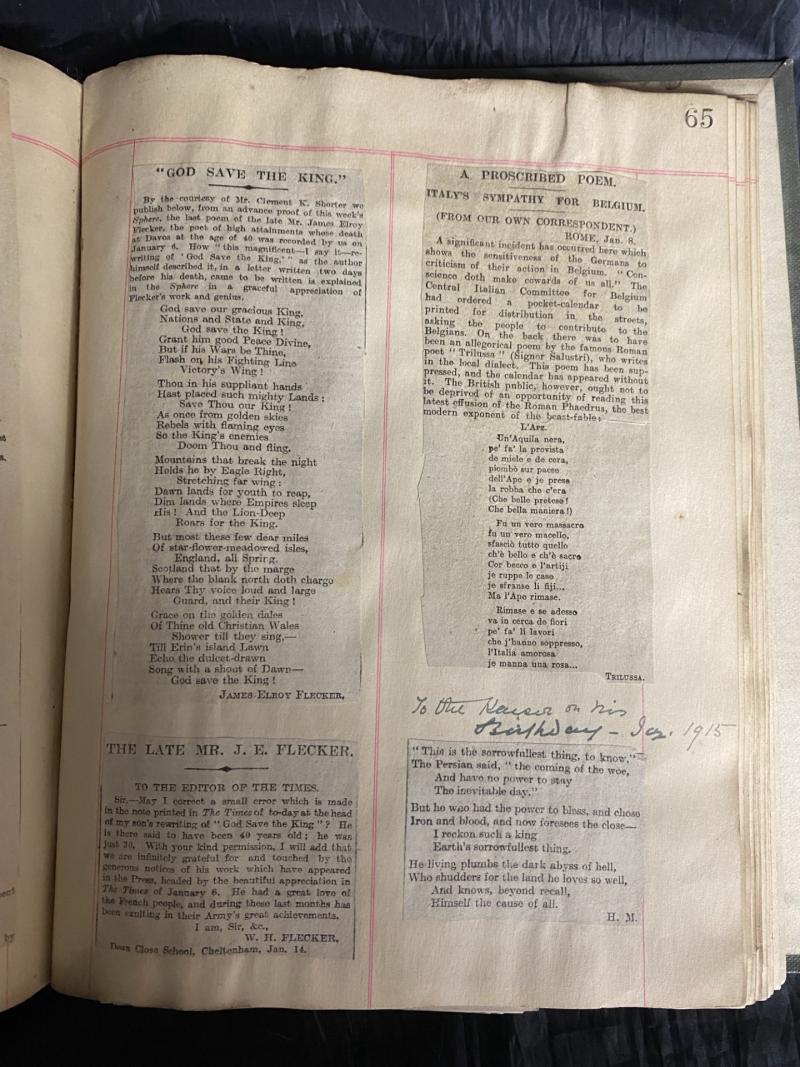 65
"GOD SAVE THE KING."
By the courtesy of Mr. Clement K. Shorter we
publish below, from an advance proof of this week's
Sphere, the last poem of the late Mr. James Elroy
Flecker, the poet of high attainments whose death
at Davos at the age of 40 was recorded by us on
January 6. How "this magnificent—I say it—re-
writing of 'God Save the King,'" as the author
himself described it, in a letter written two days
before his death, came to be written is explained
in the Sphere in a graceful appreciation of
Flecker's work and genius.
God save our gracious King,
Nations and State and King,
God save the King!
Grant him good Peace Divine,
But if his Wars be Thine,
Flash on his Fighting Line
Victory's Wing!
Thou in his suppliant hands
Hast placed such mighty Lands:
Save Thou our King!
As once from golden skies
Rebels with flaming eyes
So the King's enemies
Doom Thou and fling.
Mountains that break the night
Holds he by Eagle Right,
Stretching far wing:
Dawn lands for youth to reap,
Dim lands where Empires sleep
His! And the Lion-Deep
Roars for the King.
But most these few dear miles
Of star-flower-meadowed isles,
England, all Spring.
Scotland that by the marge
Where the blank north doth charge
Hears Thy voice loud and large
Guard, and their King!
Grace on the golden dales
Of Thine old Christian Wales
Shower till they sing,—
Till Erin's island Lawn
Echo the dulcet-drawn
Song with a shout of Dawn—
God save the King!
JAMES ELROY FLECKER.
THE LATE MR. J. E. FLECKER.
TO THE EDITOR OF THE TIMES.
Sir,—May I correct a small error which is made
in the note printed in The Times of to-day at the head
of my son's rewriting of "God Save the King"? He
is there said to have been 40 years old; he was
just 30. With your kind permission, I will add that
we are infinitely grateful for and touched by the
generous notices of his work which have appeared
in the Press, headed by the beautiful appreciation in
The Times of January 6. He had a great love of
the French people, and during these last months has
been exulting in their Army's great achievements.
I am, Sir, &c.,
W. H. FLECKER.
Dean Close School, Cheltenham, Jan. 14.
A PROSCRIBED POEM.
ITALY'S SYMPATHY FOR BELGIUM.
(FROM OUR OWN CORRESPONDENT.)
ROME, Jan. 8.
A significant incident has occurred here which
shows the sensitiveness of the Germans to
criticism of their action in Belgium. "Con-
science doth make cowards of us all." The
Central Italian Committee for Belgium
had ordered a pocket-calendar to be
printed for distribution in the streets,
asking the people to contribute to the
Belgians. On the back there was to have
been an allegorical poem by the famous Roman
poet "Trilussa" (Signor Salustri), who writes
in the local dialect. This poem has been sup-
pressed, and the calendar has appeared without
it. The British public, however, ought not to
be deprived of an opportunity of reading this
latest effusion of the Roman Phaedrus, the best
modern exponent of the beast-fable:
L'APE.
Un'Aquila nera,
pe' fa' la provista
de miele e de cera,
piombò sur paese
dell'Ape e je prese
la robba che c'era
(Che belle pretese!
Che bella maniera!)
Fu un vero massacro
fu un vero macello,
sfasciò tutto quello
ch'è bello e ch'è sacro
Cor becco e l'artiji
je ruppe le case
je sfranse li fiji...
Ma l'Ape rimase.
Rimase e se adesso
va in cerca de fiori
pe' fa' li lavori
che j'hanno soppresso,
l'Italia amorosa
je manna una rosa...
TRILUSSA.
To the Kaiser on his
Birthday – Jan. 1915
"This is the sorrowfullest thing, to know,"
The Persian said, "the coming of the woe,
And have no power to stay
The inevitable day."
But he who had the power to bless, and chose
Iron and blood, and now foresees the close—
I reckon such a king
Earth's sorrowfullest thing.
He living plumbs the dark abyss of hell,
Who shudders for the land he loves so well,
And knows, beyond recall,
Himself the cause of all.
H. M.